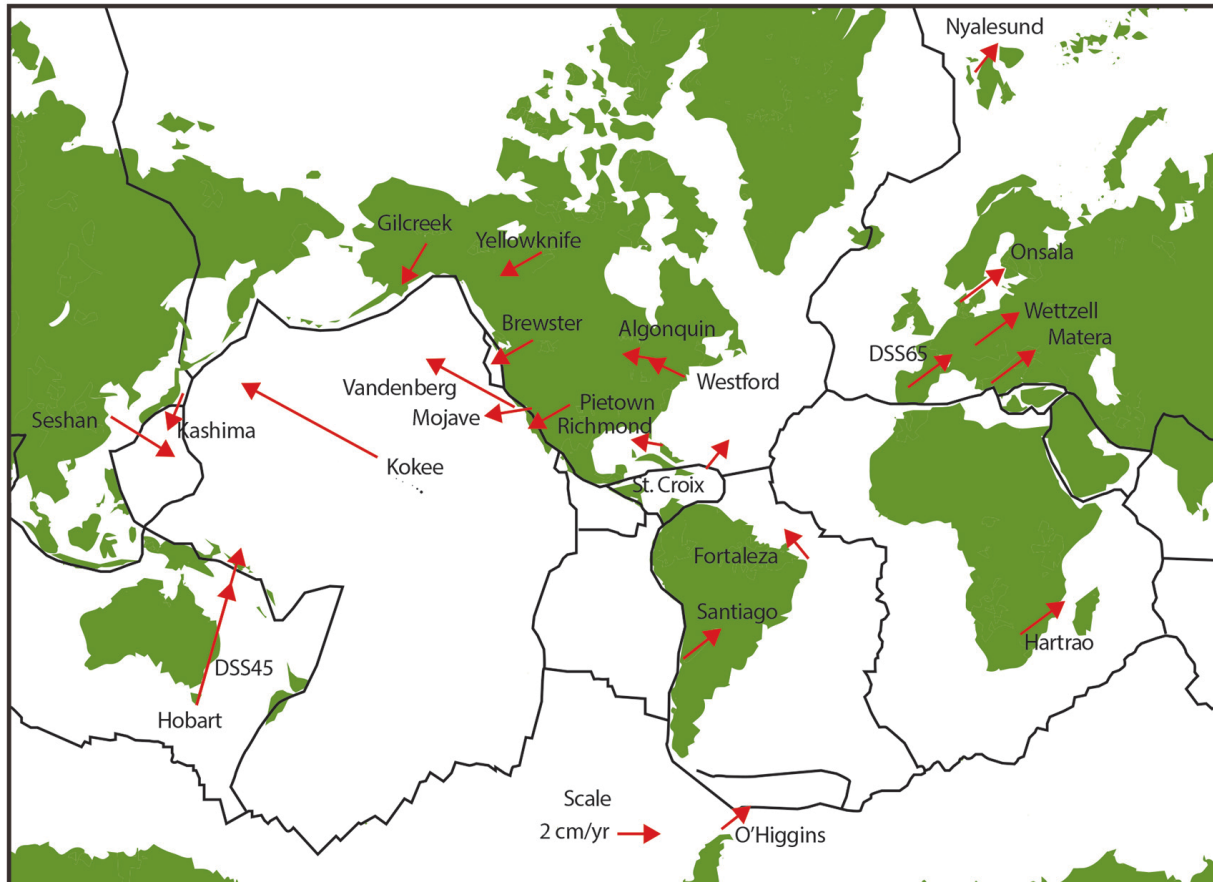 Nyalesund
Gilcreek
Yellowknife
Onsala
Brewster
Algonquin
Wettzell
Matera
DSS65
Vandenberg
Westford
Mojave
Pietown
Richmond
Seshan
Kashima
Kokee
St. Croix
Fortaleza
Santiago
Hartrao
DSS45
Hobart
Scale
2 cm/yr
O'Higgins